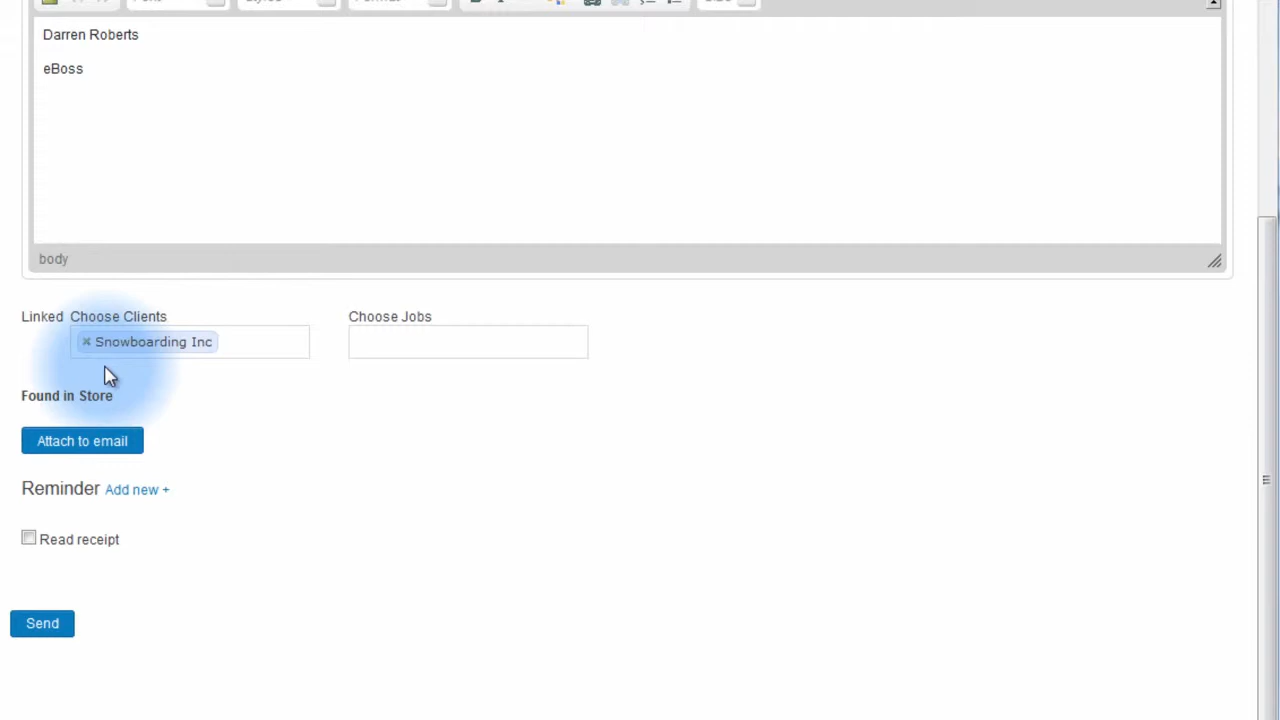 Darren Roberts
eBoss
body
Linked Choose Clients Choose Jobs
Snowboarding Inc
Found in Store
Attach to email
Reminder Add new +
Read receipt
Send